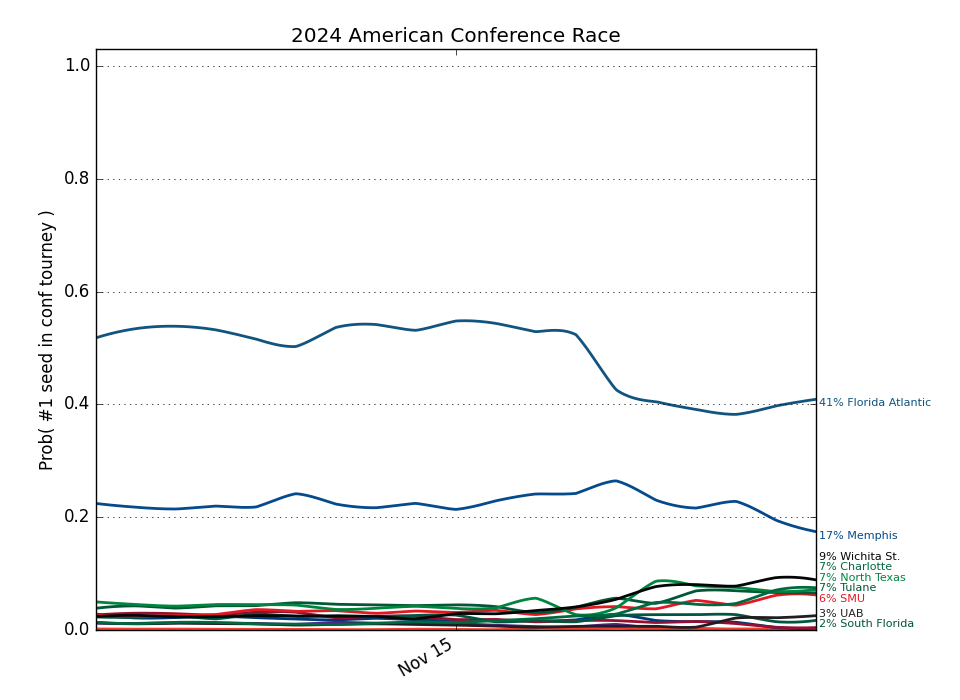 2024 American Conference Race
1.0
0.8
0.6
0.4
0.2
0.0
Prob( #1 seed in conf tourney )
Nov 15
41% Florida Atlantic
17% Memphis
9% Wichita St.
7% Charlotte
7% North Texas
7% Tulane
6% SMU
3% UAB
2% South Florida